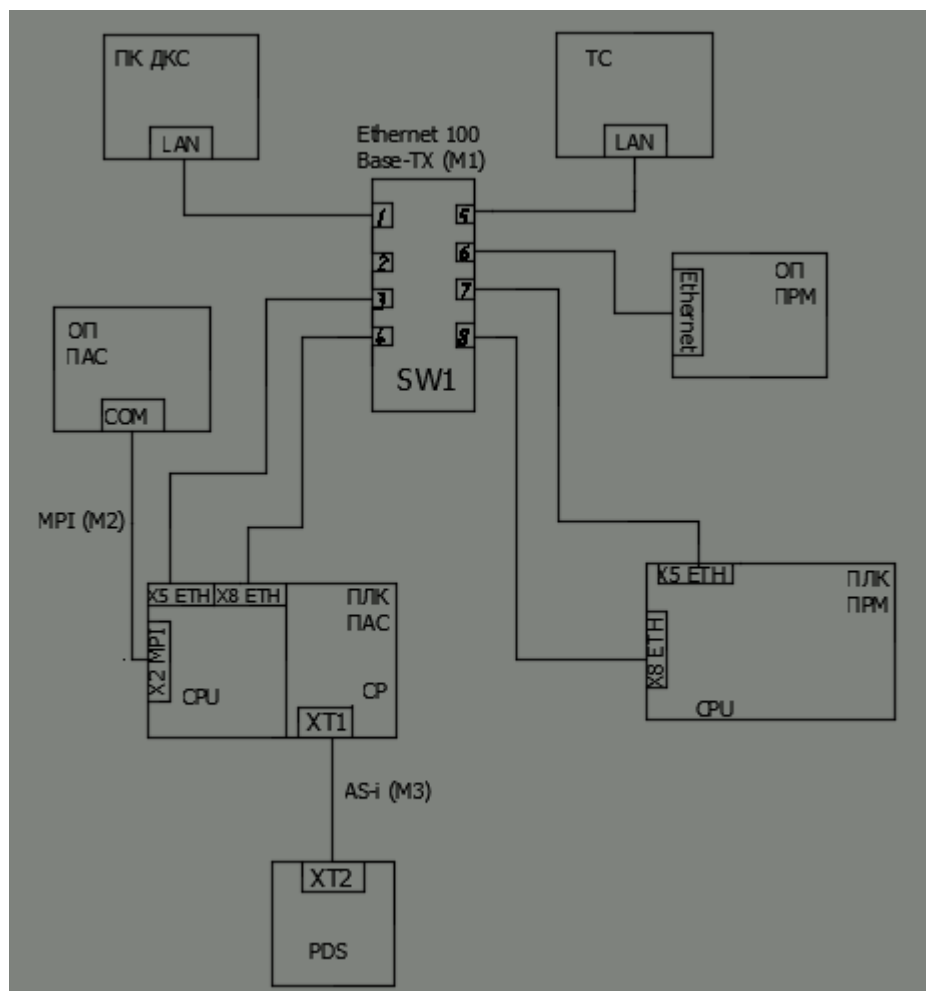 ПК ДКС
LAN
ТС
LAN
Ethernet 100
Base-TX (M1)
1
2
3
5
6
7
8
SW1
ОП
ПРМ
Ethernet
ОП
ПАС
COM
MPI (M2)
X5 ETH
X8 ETH
X2 MPI
CPU
ПЛК
ПАС
CP
XT1
X5 ETH
X8 ETH
ПЛК
ПРМ
CPU
AS-i (M3)
XT2
PDS